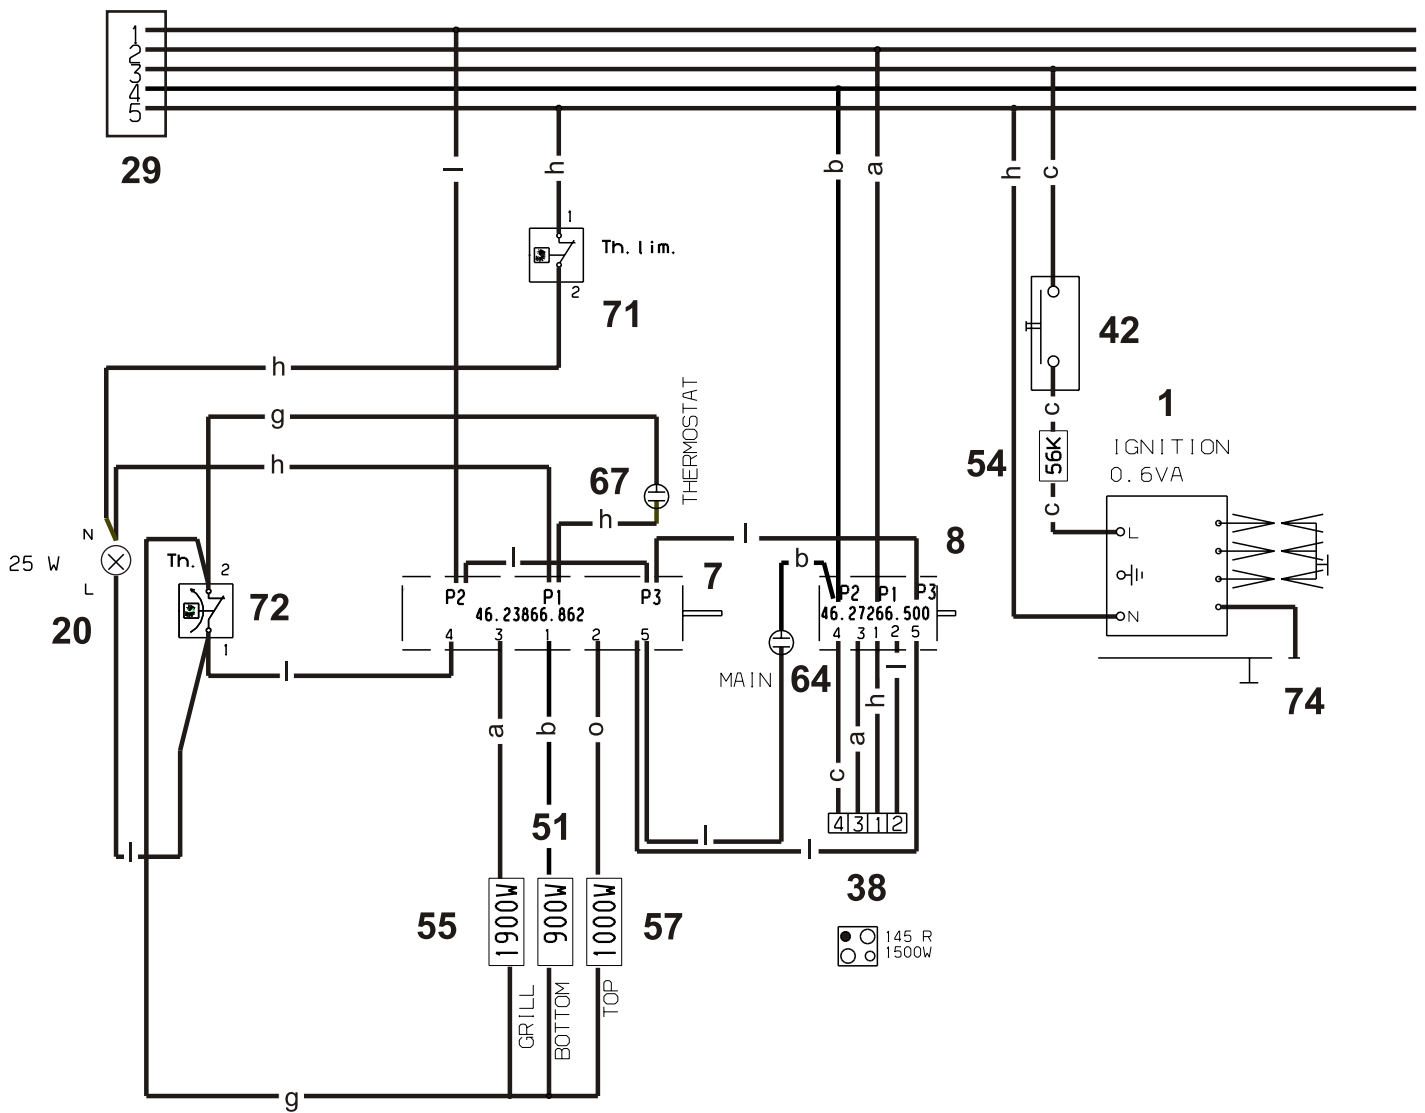 1
2
3
4
5
29
l
h
b
a
h
c
1
Th. lim.
2
71
42
h
THERMOSTAT
c
1
g
IGNITION
h
67
54
56K
0.6VA
c
h
N
l
8
L
25 W
Th.
2
l
b
7
L
72
P2
P1
P3
P2
P1
P3
20
46.23866.862
46.27266.500
N
4
3
1
2
5
4
3
1
2
5
1
l
MAIN
64
l
74
h
a
b
o
a
c
51
4
3
1
2
l
l
l
38
55
1900W
900W
1000W
57
145 R
1500W
GRILL
BOTTOM
TOP
g